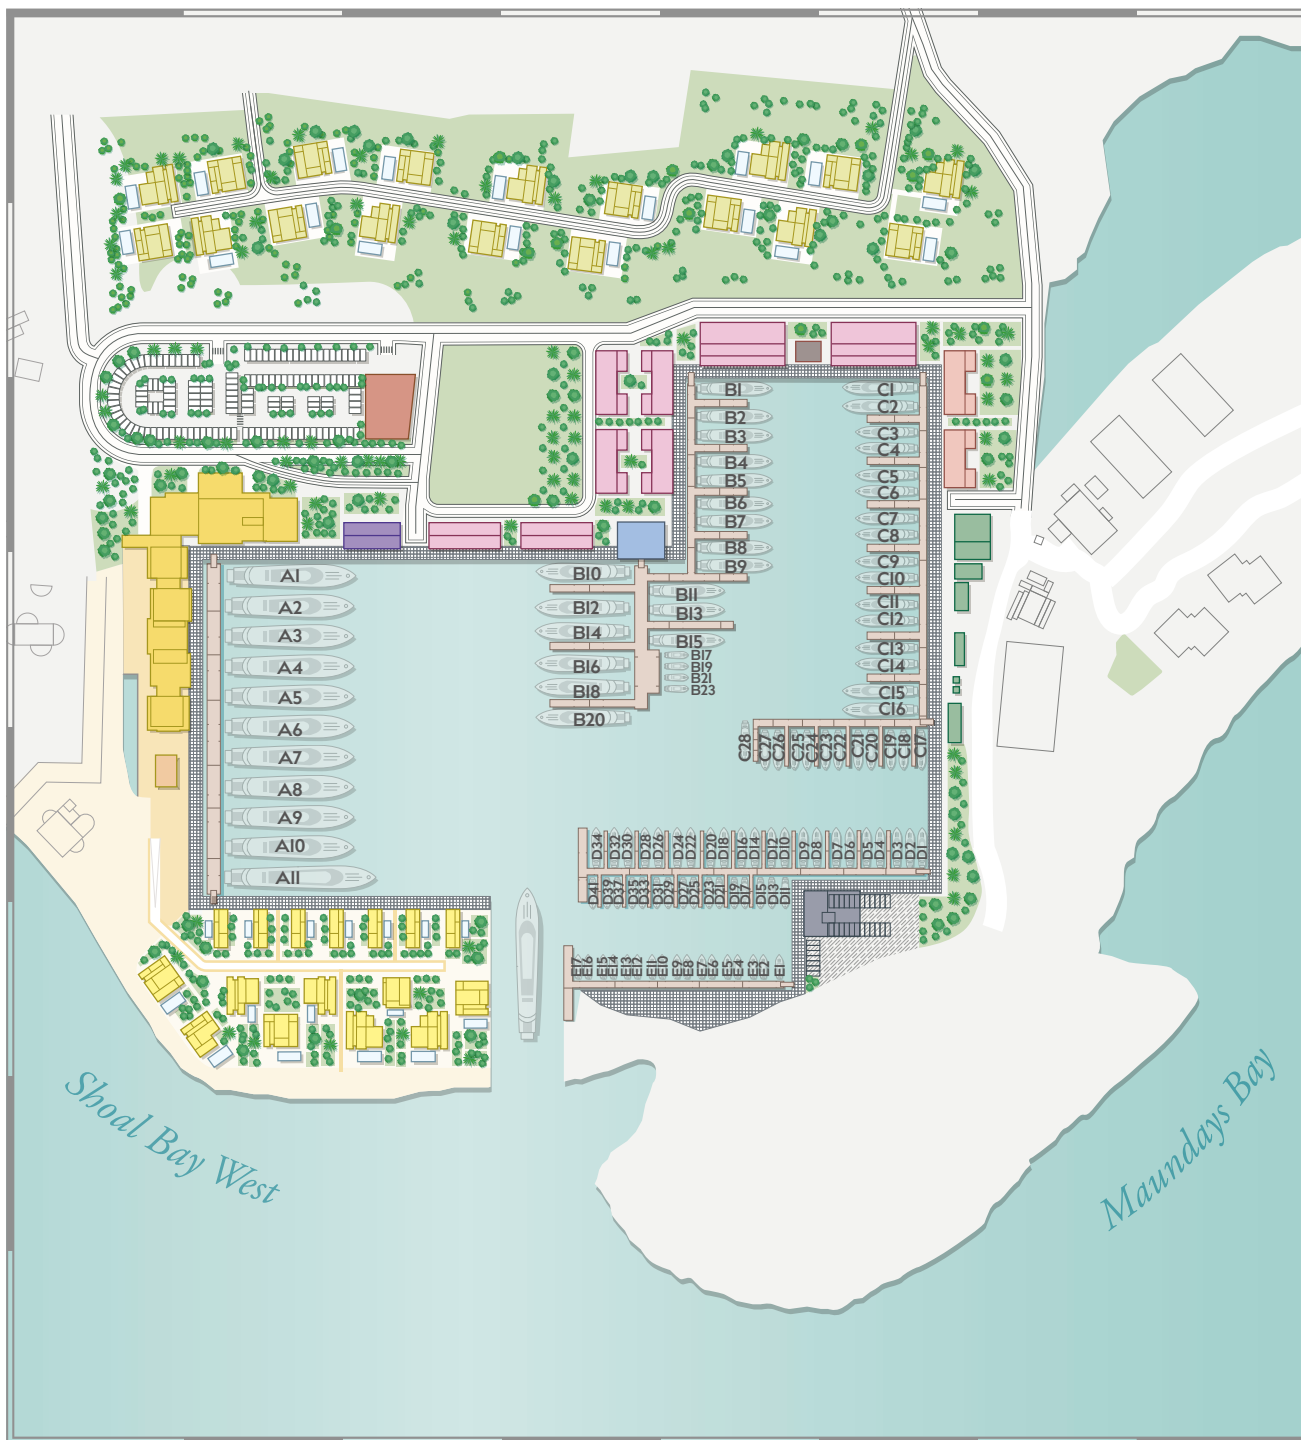 A1
A2
A3
A4
A5
A6
A7
A8
A9
A10
A11
B1
B2
B3
B4
B5
B6
B7
B8
B9
B10
B12
B14
B16
B18
B20
B11
B13
B15
B17
B19
B21
B23
C1
C2
C3
C4
C5
C6
C7
C8
C9
C10
C11
C12
C13
C14
C15
C16
C28 C27 C26 C25 C24 C23 C22 C21 C20 C19 C18 C17
D34 D32 D30 D28 D26 D24 D22 D20 D18 D16 D14 D12 D10 D9 D8 D7 D6 D5 D4 D3 D2 D1
D41 D39 D37 D35 D33 D31 D29 D27 D25 D23 D21 D19 D17 D15 D13 D11
E17 E16 E15 E14 E13 E12 E11 E10 E9 E8 E7 E6 E5 E4 E3 E2 E1
Shoal Bay West
Maundays Bay